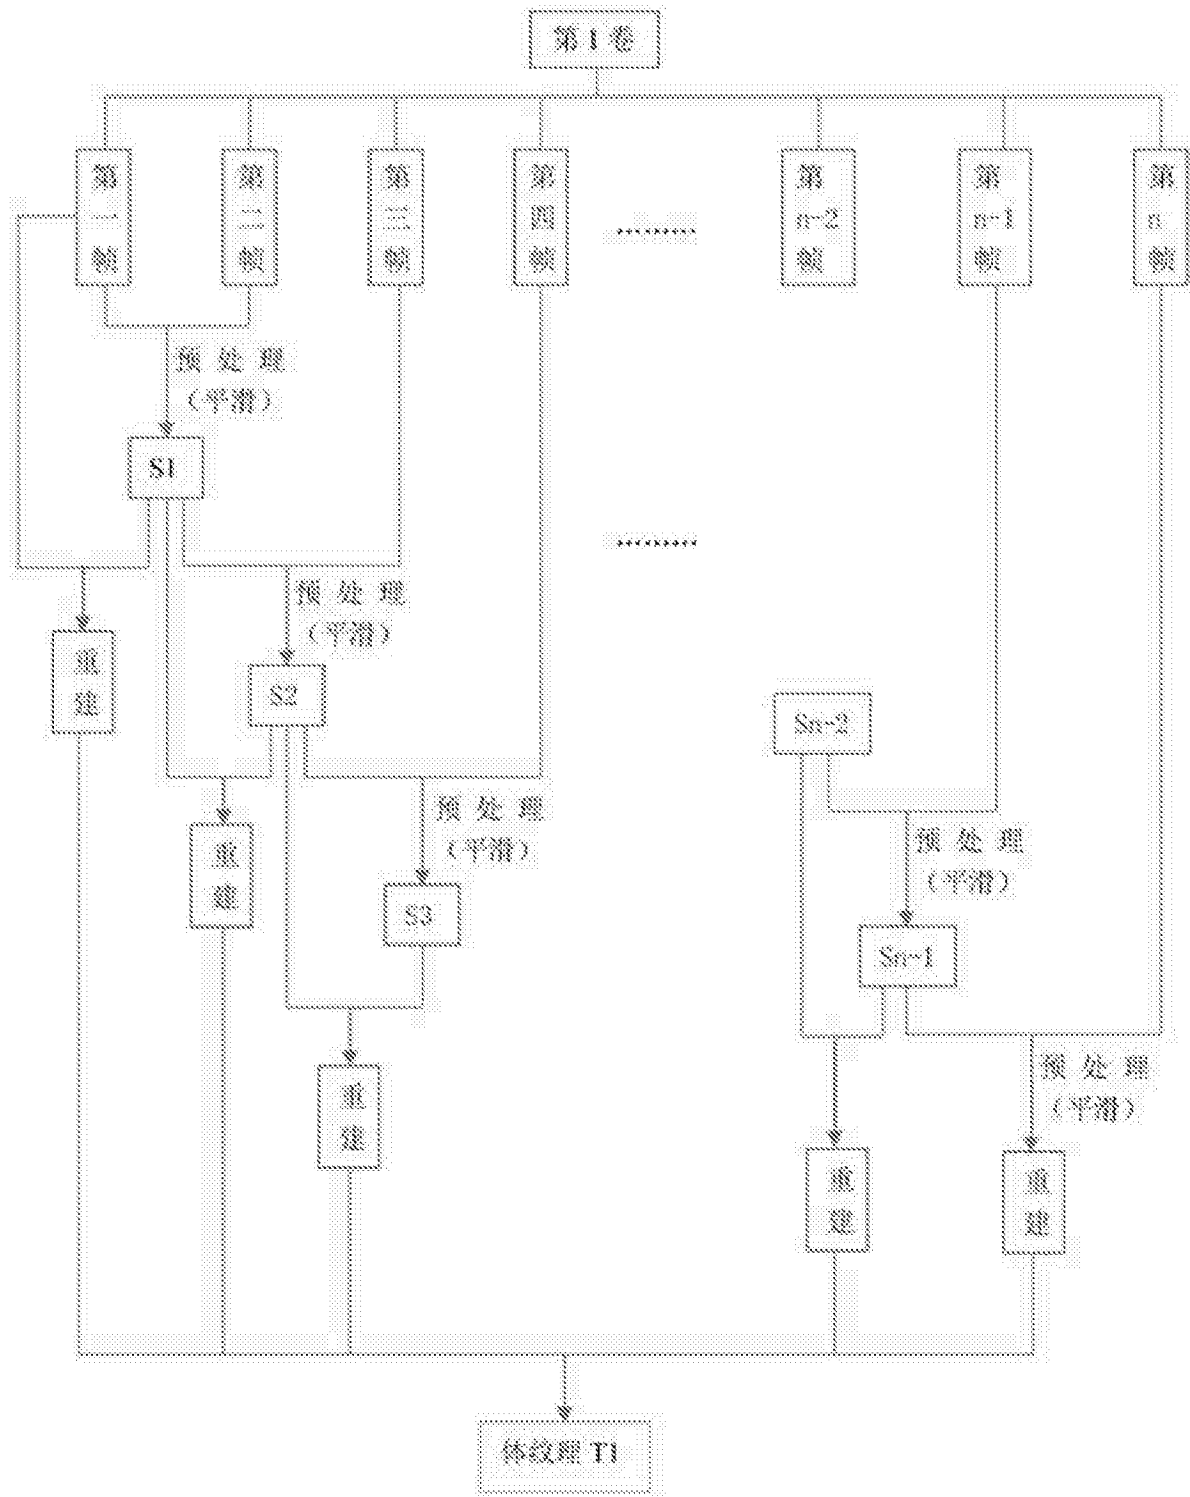 第1卷
第一帧
第二帧
第三帧
第四帧
........
第n-2帧
第n-1帧
第n帧
预处理
（平滑）
S1
........
预处理
（平滑）
重建
S2
Sn-2
预处理
（平滑）
重建
预处理
（平滑）
S3
Sn-1
重建
预处理
（平滑）
重建
重建
体纹理 T1